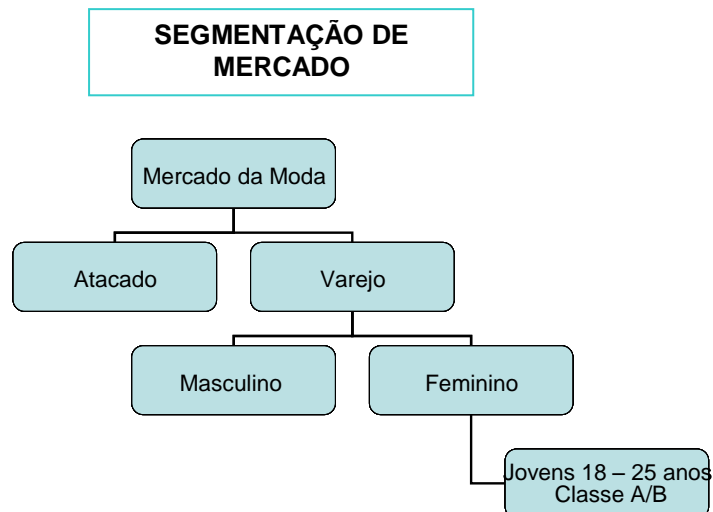 SEGMENTAÇÃO DE
MERCADO
Mercado da Moda
Atacado
Varejo
Masculino
Feminino
Jovens 18 – 25 anos
Classe A/B